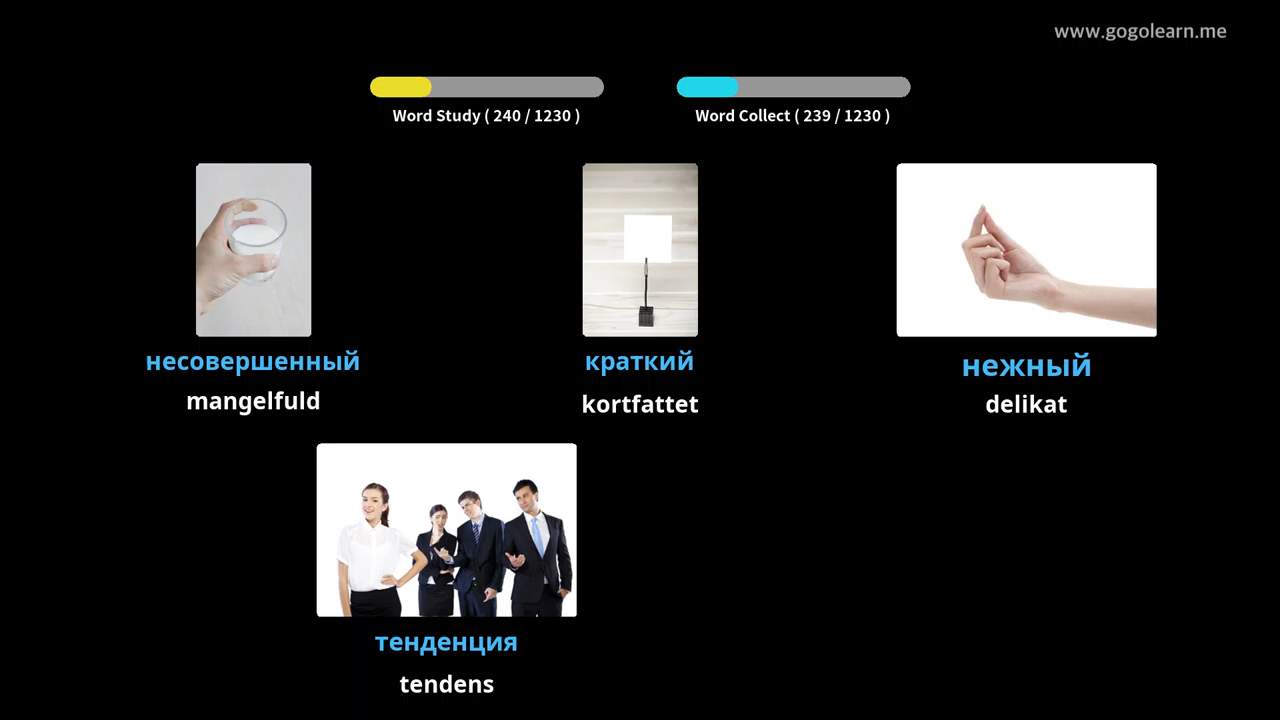 www.gogolearn.me
Word Study ( 240 / 1230 )
Word Collect ( 239 / 1230 )
несовершенный
mangelfuld
краткий
kortfattet
нежный
delikat
тенденция
tendens